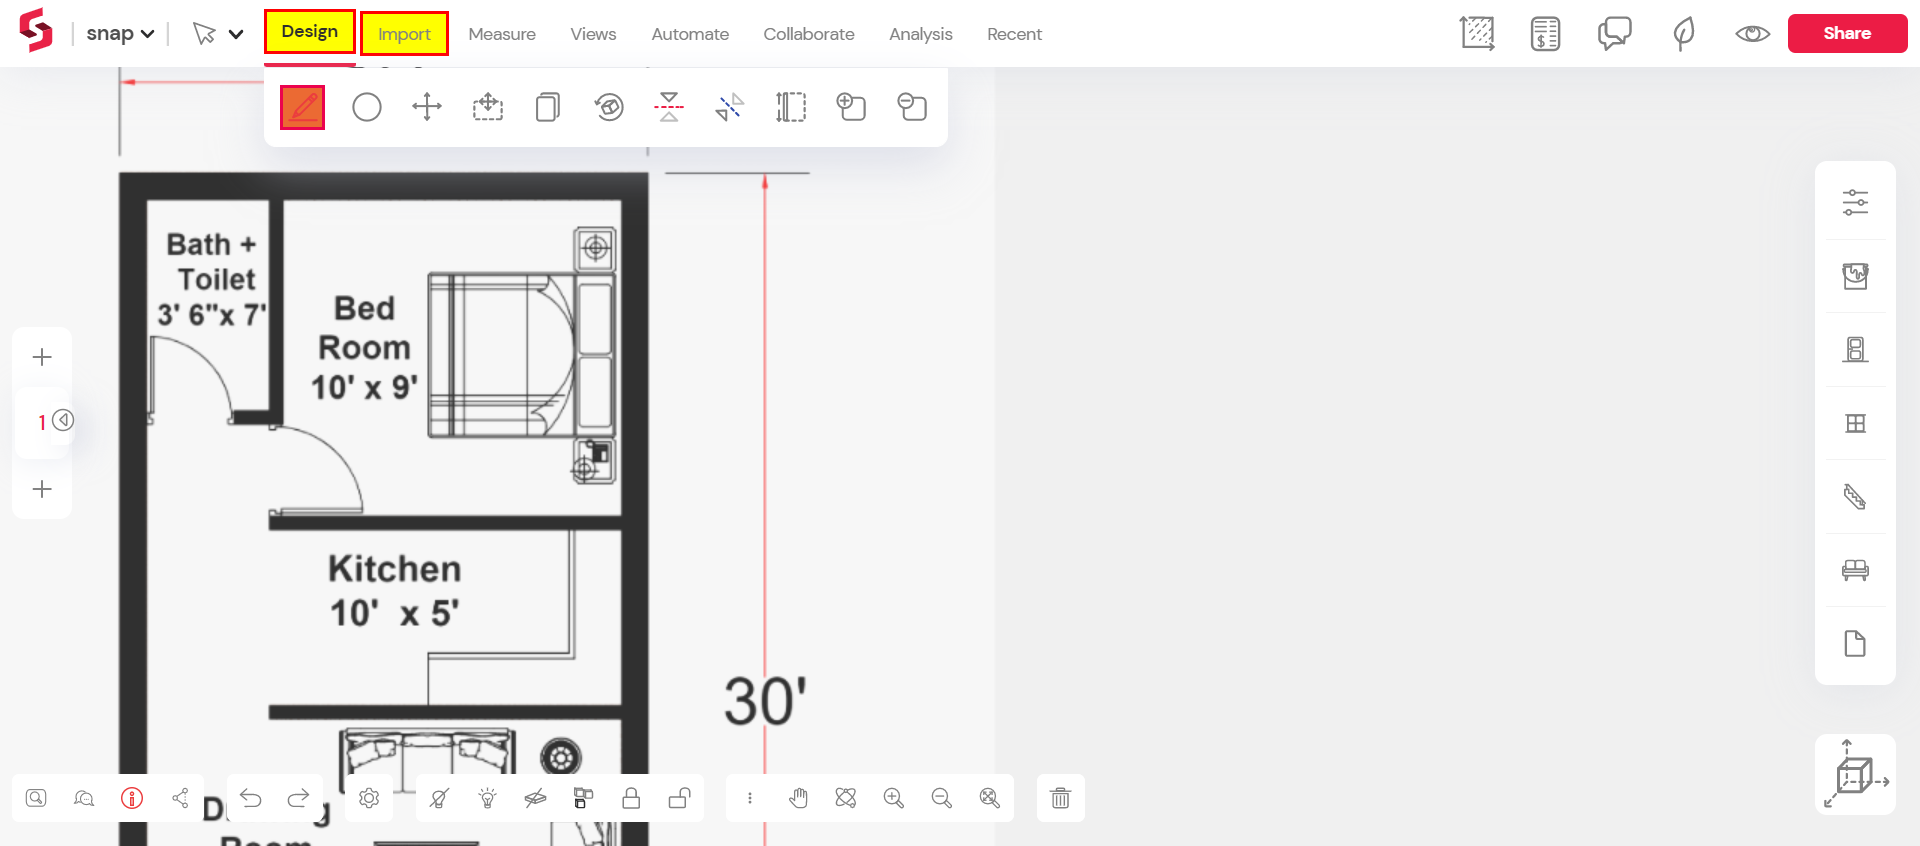 snap
Design Import Measure Views Automate Collaborate Analysis Recent
$
Share
Bath +
Toilet
3' 6"x 7'
Bed
Room
10' x 9'
1
Kitchen
10' x 5'
30'
Room